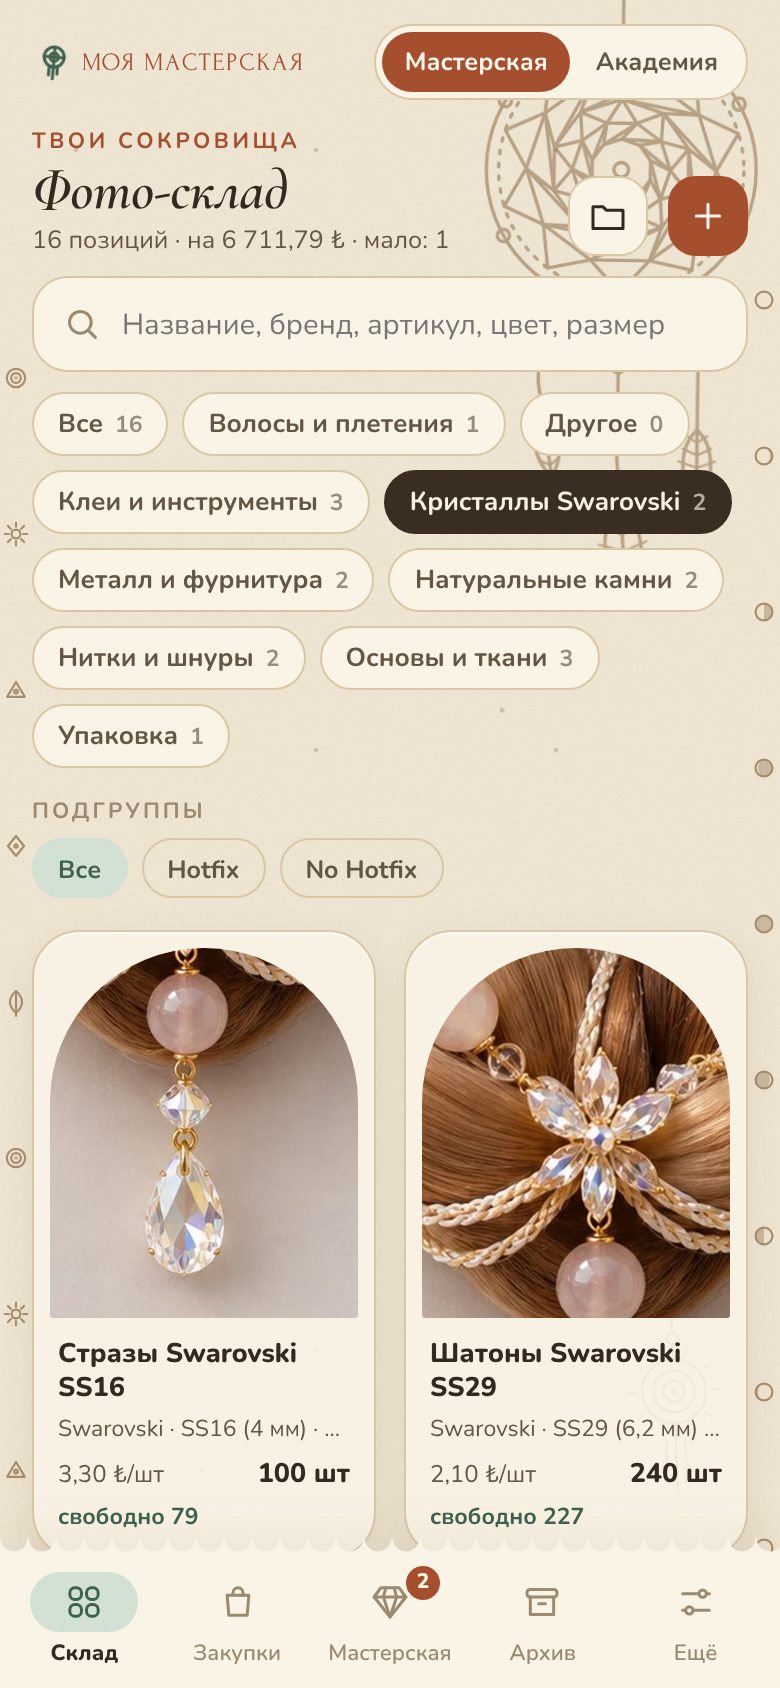 МОЯ МАСТЕРСКАЯ
Мастерская Академия
ТВОИ СОКРОВИЩА
Фото-склад
16 позиций · на 6 711,79 ₺ · мало: 1
Название, бренд, артикул, цвет, размер
Все 16 Волосы и плетения 1 Другое 0
Клеи и инструменты 3 Кристаллы Swarovski 2
Металл и фурнитура 2 Натуральные камни 2
Нитки и шнуры 2 Основы и ткани 3
Упаковка 1
ПОДГРУППЫ
Все Hotfix No Hotfix
Стразы Swarovski SS16
Swarovski · SS16 (4 мм) · ...
3,30 ₺/шт 100 шт
свободно 79
Шатоны Swarovski SS29
Swarovski · SS29 (6,2 мм) ...
2,10 ₺/шт 240 шт
свободно 227
2
Склад Закупки Мастерская Архив Ещё